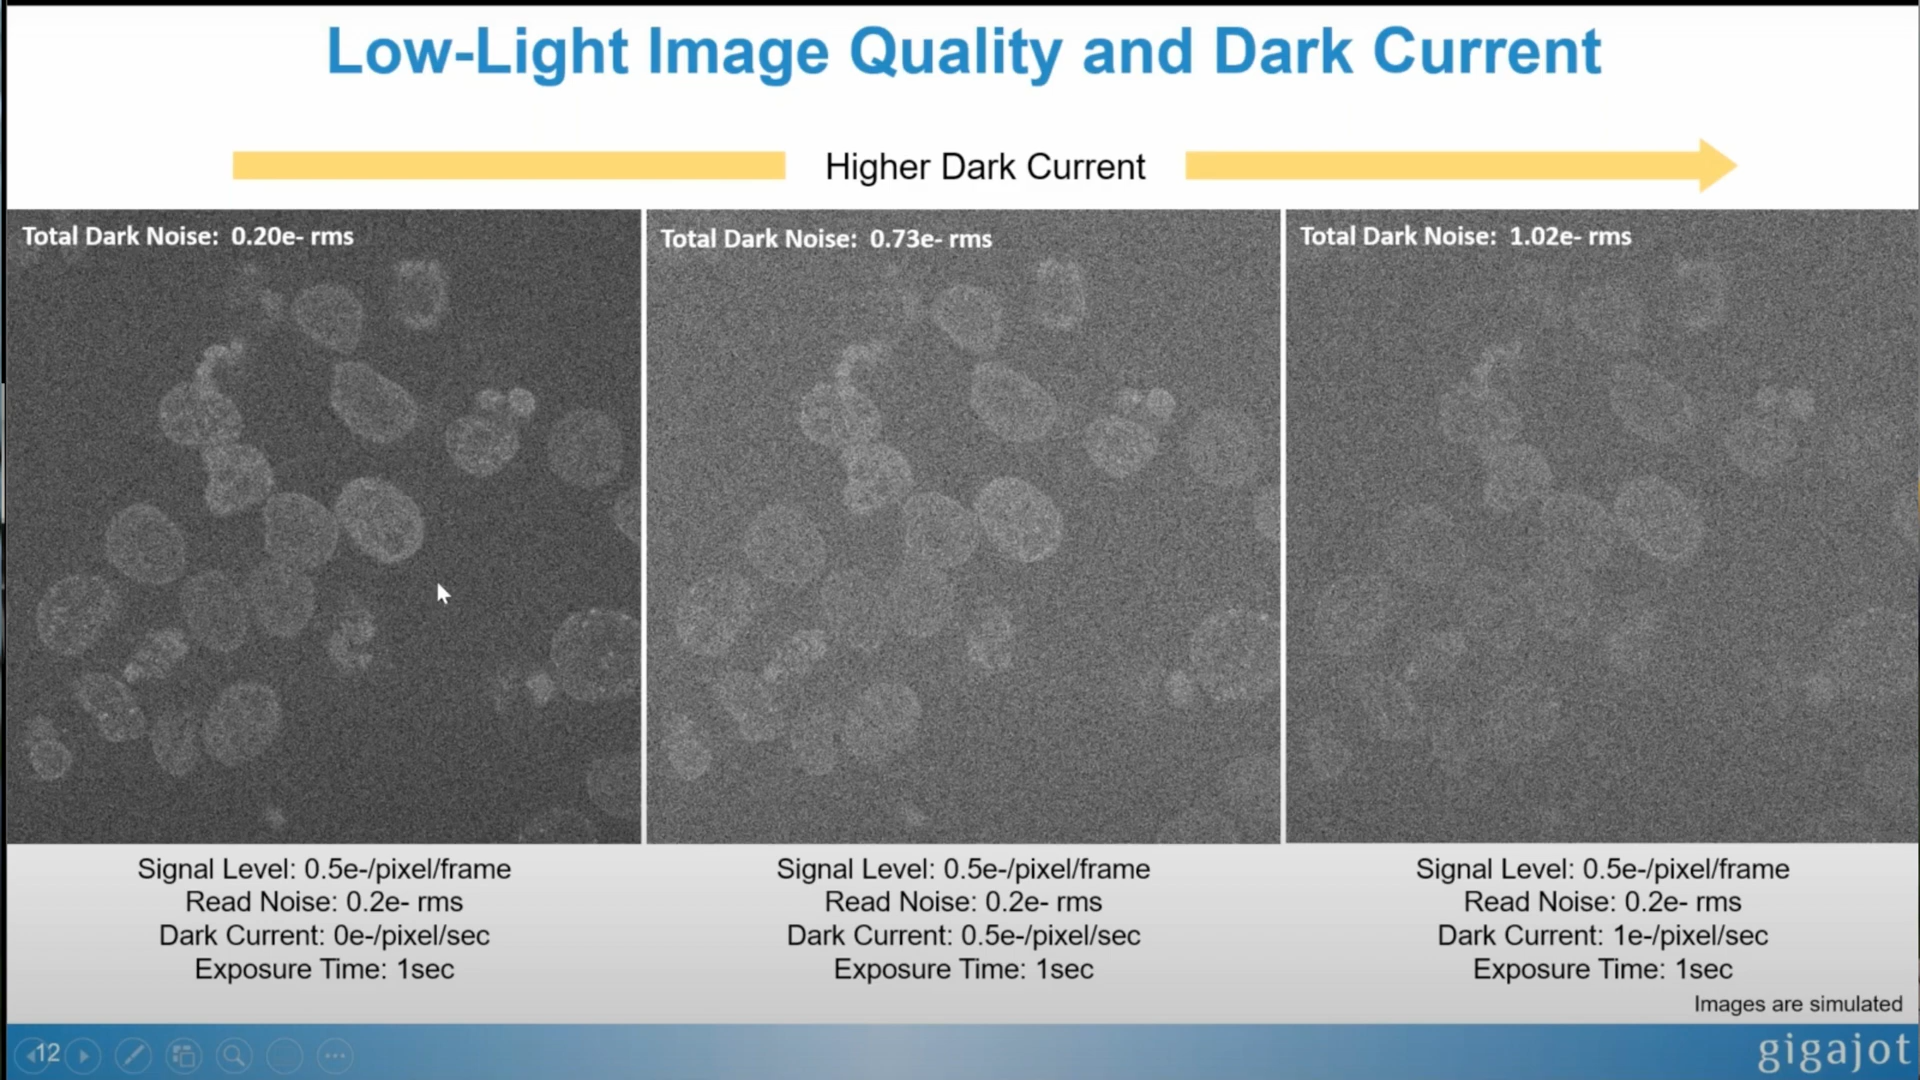 Low-Light Image Quality and Dark Current
Higher Dark Current
Total Dark Noise: 0.20e- rms
Total Dark Noise: 0.73e- rms
Total Dark Noise: 1.02e- rms
Signal Level: 0.5e-/pixel/frame
Read Noise: 0.2e- rms
Dark Current: 0e-/pixel/sec
Exposure Time: 1sec
Signal Level: 0.5e-/pixel/frame
Read Noise: 0.2e- rms
Dark Current: 0.5e-/pixel/sec
Exposure Time: 1sec
Signal Level: 0.5e-/pixel/frame
Read Noise: 0.2e- rms
Dark Current: 1e-/pixel/sec
Exposure Time: 1sec
Images are simulated
12
gigajot